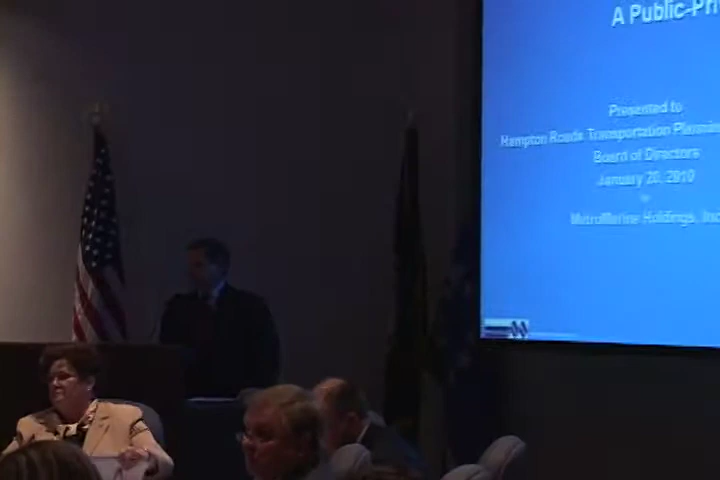 A Public-Pri
Presented to
Hampton Roads Transportation Planning
Board of Directors
January 20, 2010
MetroMarine Holdings, Inc